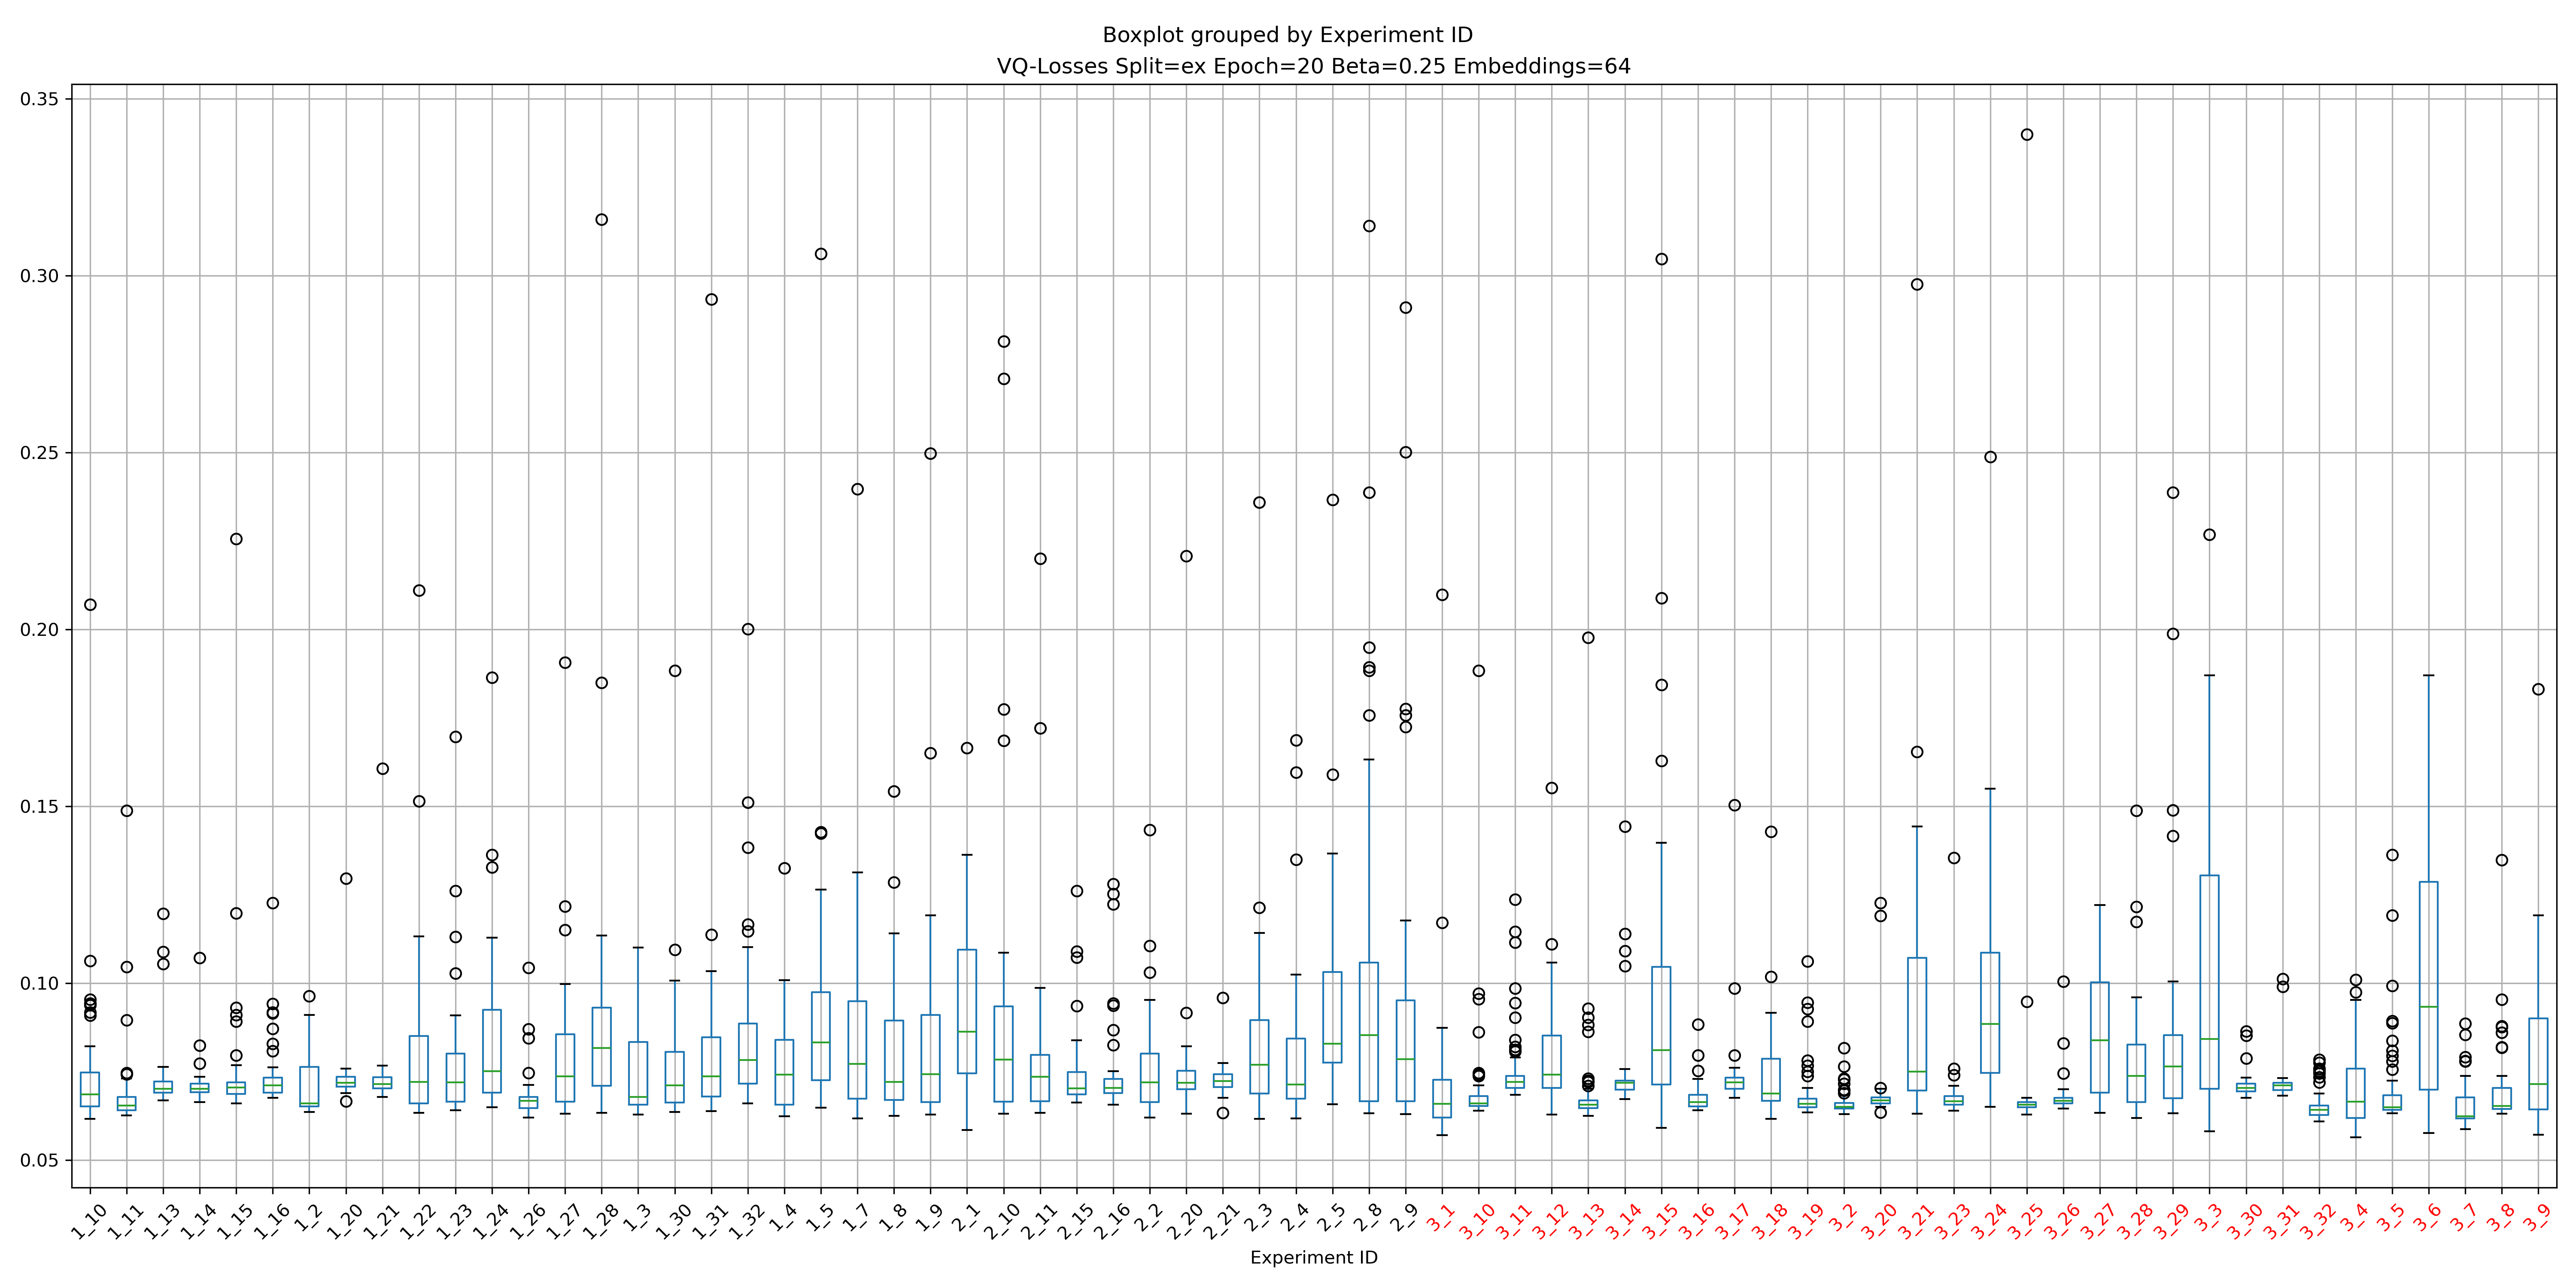 Boxplot grouped by Experiment ID
VQ-Losses Split=ex Epoch=20 Beta=0.25 Embeddings=64
0.35
0.30
0.25
0.20
0.15
0.10
0.05
1_10 1_11 1_13 1_14 1_15 1_16 1_2 1_20 1_21 1_22 1_23 1_24 1_26 1_27 1_28 1_3 1_30 1_31 1_32 1_4 1_5 1_7 1_8 1_9 2_1 2_10 2_11 2_15 2_16 2_2 2_20 2_21 2_3 2_4 2_5 2_8 2_9 3_1 3_10 3_11 3_12 3_13 3_14 3_15 3_16 3_17 3_18 3_19 3_2 3_20 3_21 3_23 3_24 3_25 3_26 3_27 3_28 3_29 3_3 3_30 3_31 3_32 3_4 3_5 3_6 3_7 3_8 3_9
Experiment ID